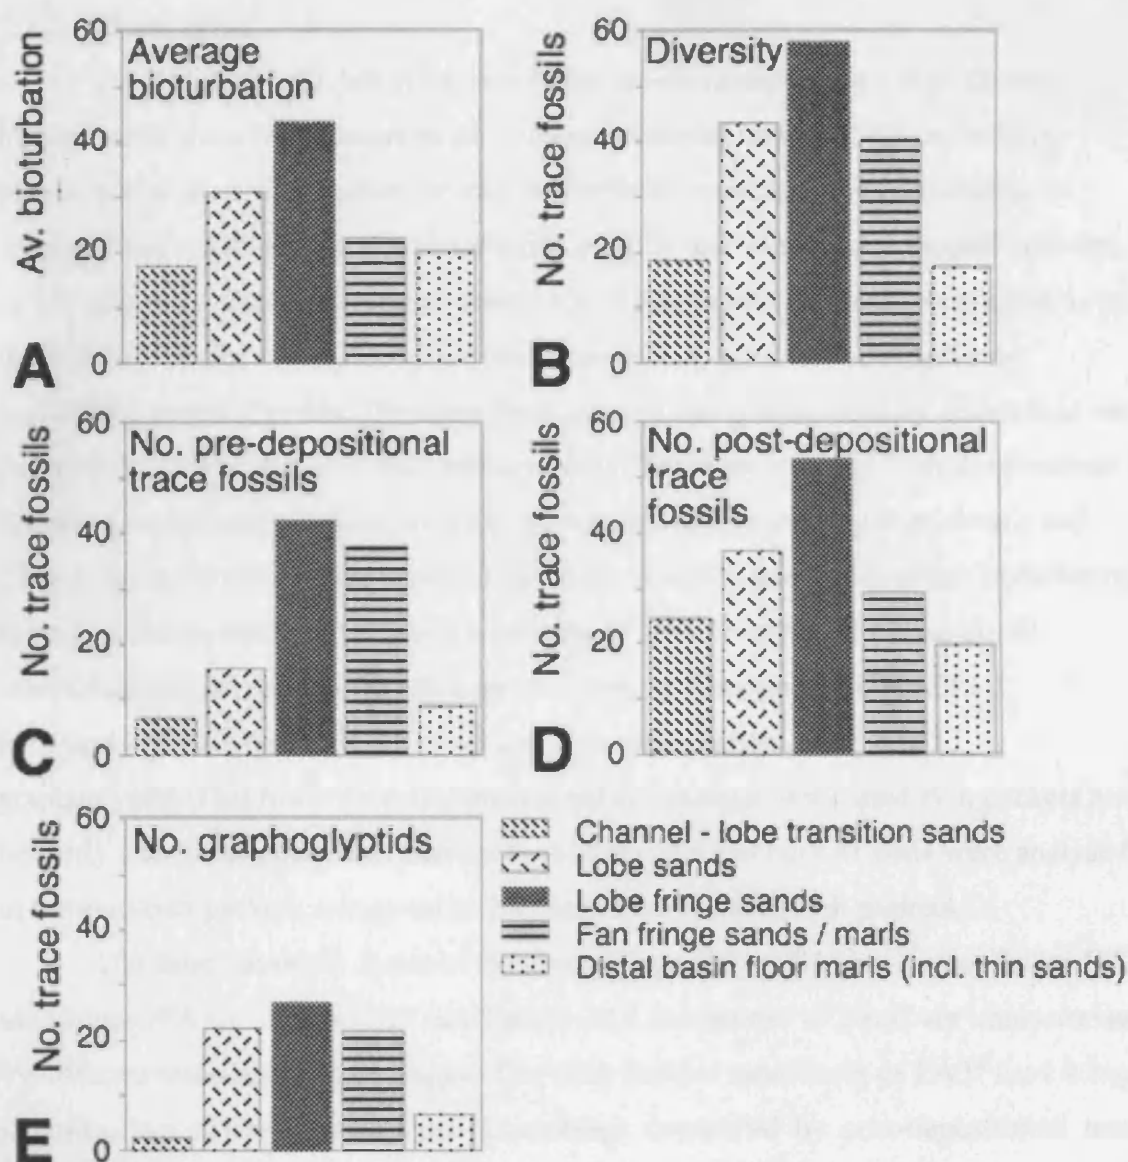 60
40
20
0
Av. bioturbation
Average
bioturbation
A
60
40
20
0
No. trace fossils
Diversity
B
60
40
20
0
No. trace fossils
No. pre-depositional
trace fossils
C
60
40
20
0
No. trace fossils
No. post-depositional
trace
fossils
D
60
40
20
0
No. trace fossils
No. graphoglyptids
E
Channel - lobe transition sands
Lobe sands
Lobe fringe sands
Fan fringe sands / marls
Distal basin floor marls (incl. thin sands)